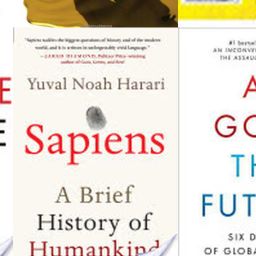 "Sapiens tackles the biggest questions of history and of the modern
world, and it is written in unforgettably vivid language."
—JARED DIAMOND, Pulitzer Prize–winning
author of Guns, Germs, and Steel
Yuval Noah Harari
Sapiens
A Brief
History of
Humankind
E
E
#1 bestsel
AN INCONVENI
THE ASSAUL
A
GO
TH
FUT
SIX D
OF GLOBA